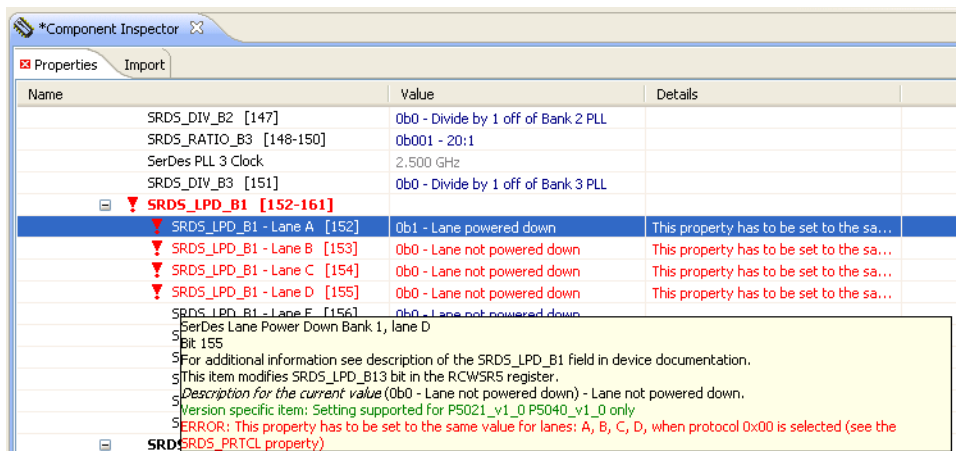 *Component Inspector
Properties Import
Name Value Details
SRDS_DIV_B2 [147] 0b0 - Divide by 1 off of Bank 2 PLL
SRDS_RATIO_B3 [148-150] 0b001 - 20:1
SerDes PLL 3 Clock 2.500 GHz
SRDS_DIV_B3 [151] 0b0 - Divide by 1 off of Bank 3 PLL
SRDS_LPD_B1 [152-161]
SRDS_LPD_B1 - Lane A [152] 0b1 - Lane powered down This property has to be set to the sa...
SRDS_LPD_B1 - Lane B [153] 0b0 - Lane not powered down This property has to be set to the sa...
SRDS_LPD_B1 - Lane C [154] 0b0 - Lane not powered down This property has to be set to the sa...
SRDS_LPD_B1 - Lane D [155] 0b0 - Lane not powered down This property has to be set to the sa...
SRDS_LPD_B1 - Lane E [156] 0b0 - Lane not powered down
SerDes Lane Power Down Bank 1, lane D
Bit 155
For additional information see description of the SRDS_LPD_B1 field in device documentation.
This item modifies SRDS_LPD_B13 bit in the RCWSR5 register.
Description for the current value (0b0 - Lane not powered down) - Lane not powered down.
Version specific item: Setting supported for P5021_v1_0 P5040_v1_0 only
ERROR: This property has to be set to the same value for lanes: A, B, C, D, when protocol 0x00 is selected (see the
SRDS_PRTCL property)